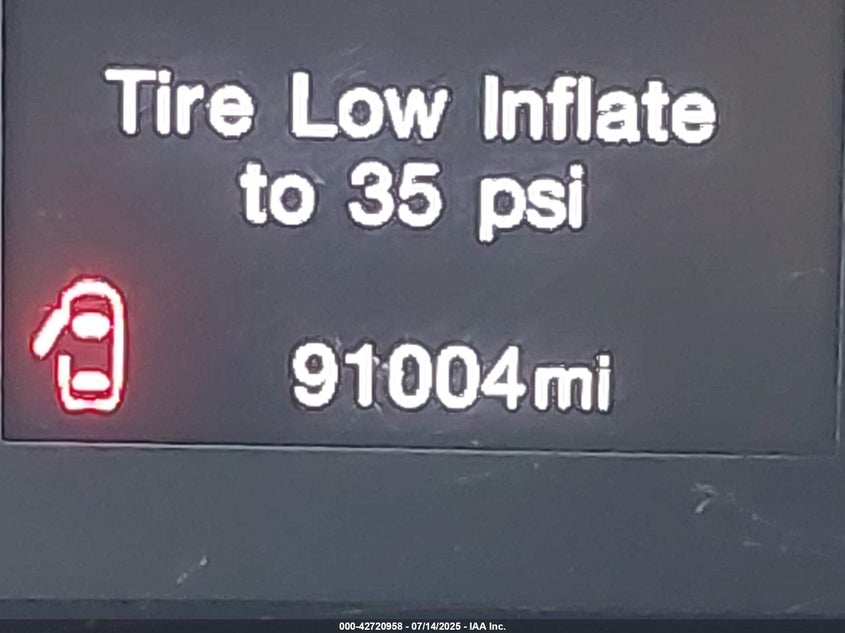 Tire Low Inflate
to 35 psi
91004mi
000-42720958 - 07/14/2025 - IAA Inc.